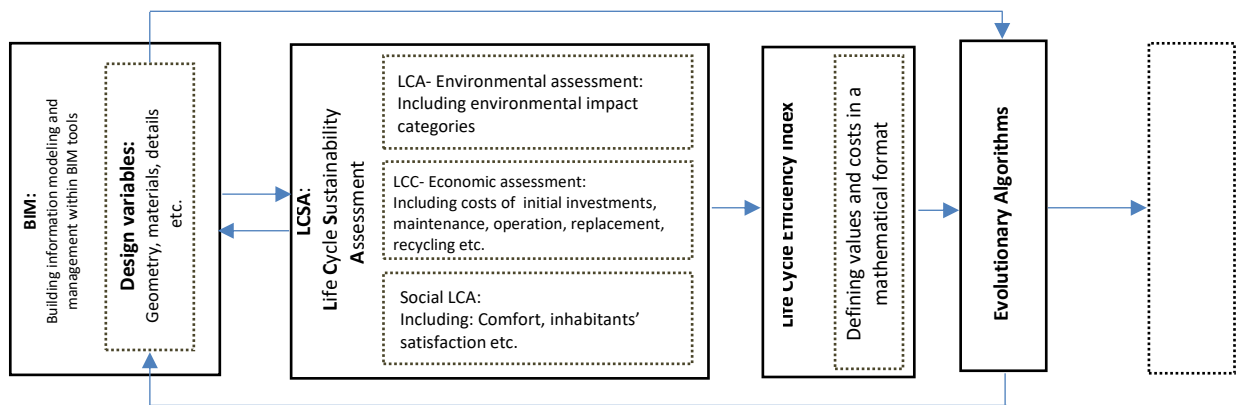 BIM:
Building information modeling and
management within BIM tools
Design variables:
Geometry, materials, details
etc.
LCSA:
Life Cycle Sustainability
Assessment
LCA- Environmental assessment:
Including environmental impact
categories
LCC- Economic assessment:
Including costs of initial investments,
maintenance, operation, replacement,
recycling etc.
Social LCA:
Including: Comfort, inhabitants’
satisfaction etc.
Life Cycle Efficiency Index
Defining values and costs in a
mathematical format
Evolutionary Algorithms